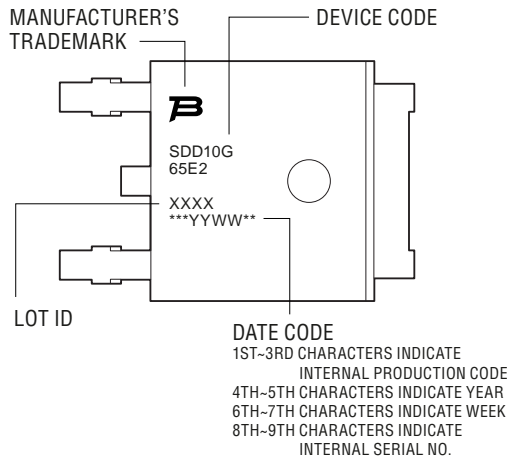 MANUFACTURER'S
TRADEMARK
DEVICE CODE
SDD10G
65E2
XXXX
***YYWW**
LOT ID
DATE CODE
1ST~3RD CHARACTERS INDICATE
INTERNAL PRODUCTION CODE
4TH~5TH CHARACTERS INDICATE YEAR
6TH~7TH CHARACTERS INDICATE WEEK
8TH~9TH CHARACTERS INDICATE
INTERNAL SERIAL NO.